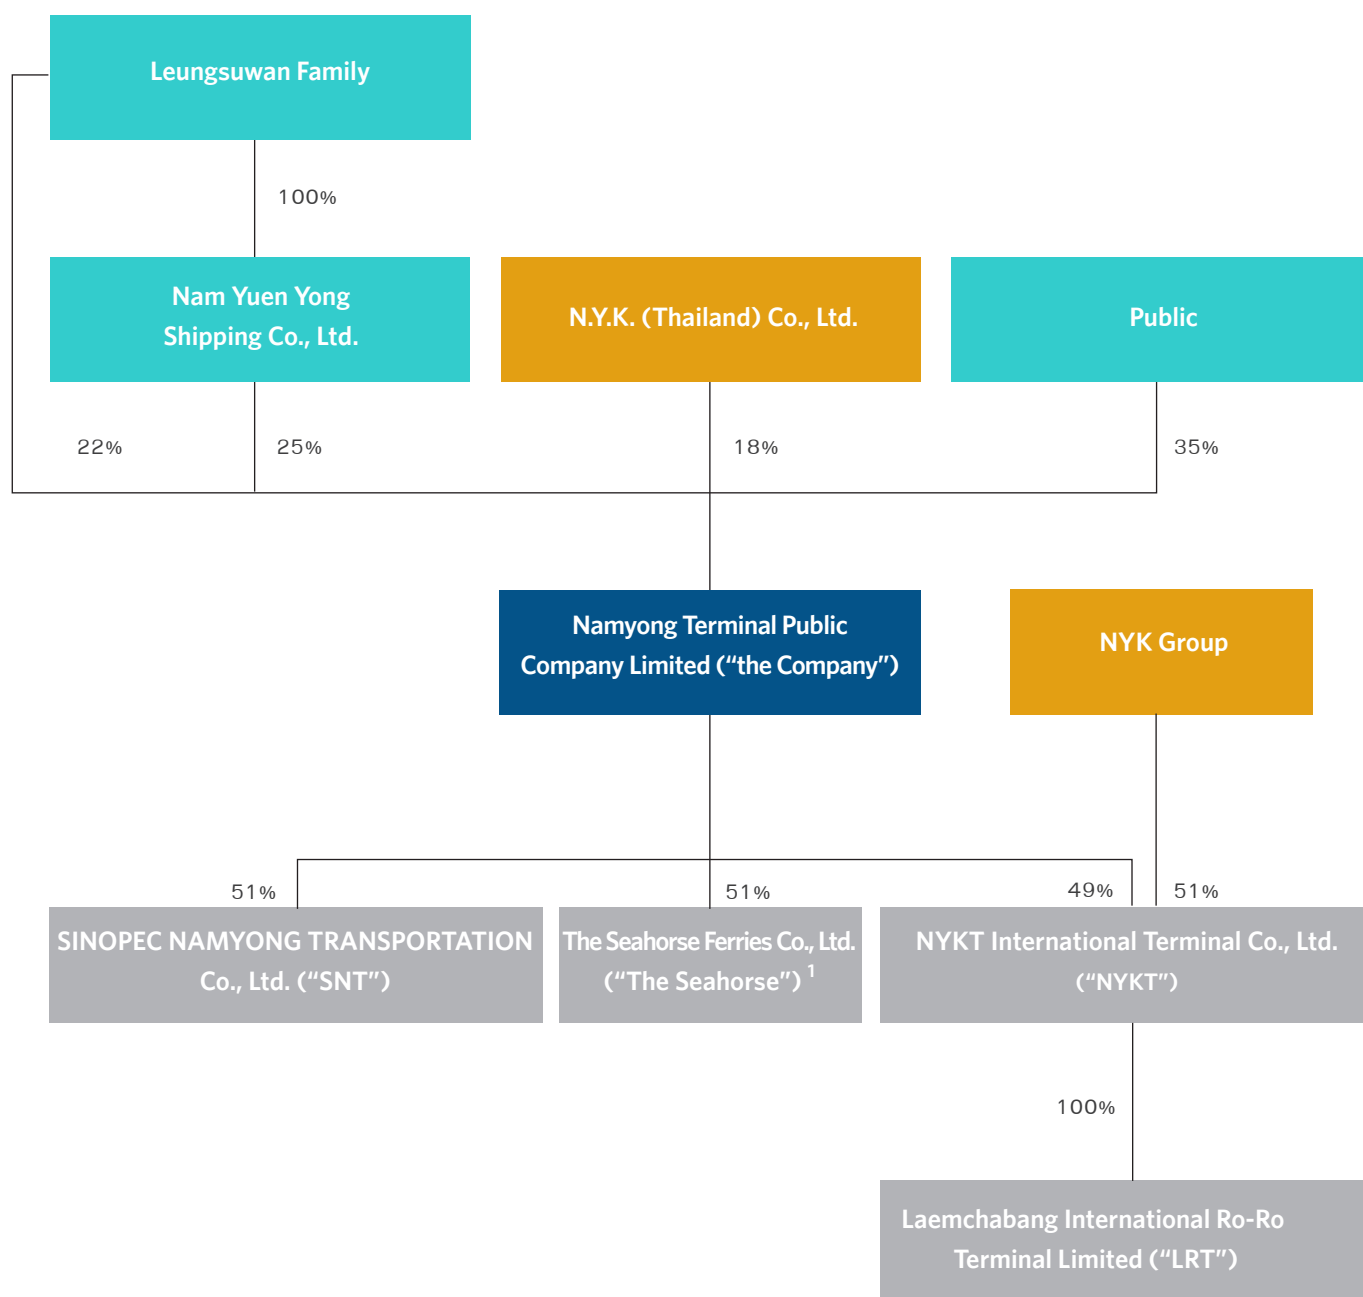 Leungsuwan Family
100%
Nam Yuen Yong
Shipping Co., Ltd.
N.Y.K. (Thailand) Co., Ltd.
Public
22%
25%
18%
35%
Namyong Terminal Public
Company Limited (“the Company”)
NYK Group
51%
51%
49%
51%
SINOPEC NAMYONG TRANSPORTATION
Co., Ltd. (“SNT”)
The Seahorse Ferries Co., Ltd.
(“The Seahorse”) 1
NYKT International Terminal Co., Ltd.
(“NYKT”)
100%
Laemchabang International Ro-Ro
Terminal Limited (“LRT”)